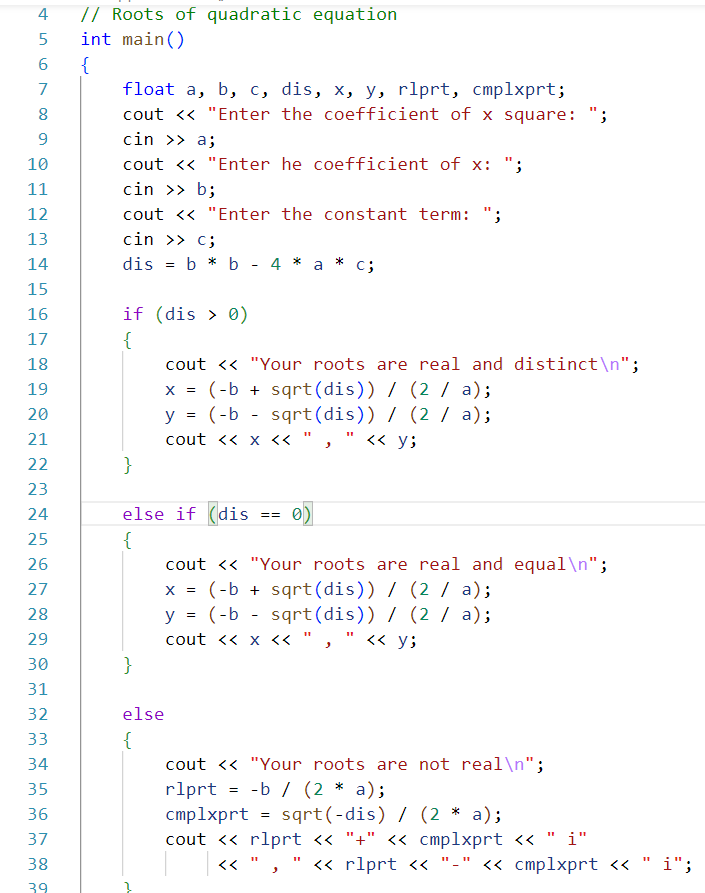 4 // Roots of quadratic equation
5 int main()
6 {
7     float a, b, c, dis, x, y, rlprt, cmplxprt;
8     cout << "Enter the coefficient of x square: ";
9     cin >> a;
10     cout << "Enter he coefficient of x: ";
11     cin >> b;
12     cout << "Enter the constant term: ";
13     cin >> c;
14     dis = b * b - 4 * a * c;
15
16     if (dis > 0)
17     {
18         cout << "Your roots are real and distinct\n";
19         x = (-b + sqrt(dis)) / (2 / a);
20         y = (-b - sqrt(dis)) / (2 / a);
21         cout << x << " , " << y;
22     }
23
24     else if (dis == 0)
25     {
26         cout << "Your roots are real and equal\n";
27         x = (-b + sqrt(dis)) / (2 / a);
28         y = (-b - sqrt(dis)) / (2 / a);
29         cout << x << " , " << y;
30     }
31
32     else
33     {
34         cout << "Your roots are not real\n";
35         rlprt = -b / (2 * a);
36         cmplxprt = sqrt(-dis) / (2 * a);
37         cout << rlprt << "+" << cmplxprt << " i"
38             << " , " << rlprt << "-" << cmplxprt << " i";
39     }